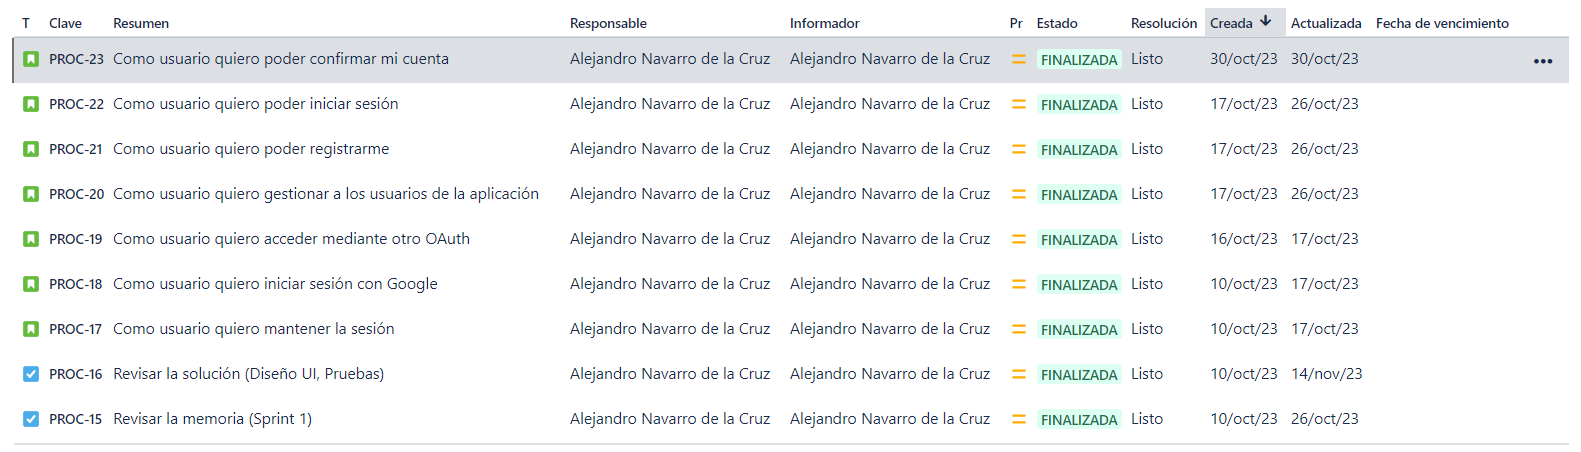 T Clave Resumen Responsable Informador Pr Estado Resolución Creada Actualizada Fecha de vencimiento
PROC-23 Como usuario quiero poder confirmar mi cuenta Alejandro Navarro de la Cruz Alejandro Navarro de la Cruz FINALIZADA Listo 30/oct/23 30/oct/23
PROC-22 Como usuario quiero poder iniciar sesión Alejandro Navarro de la Cruz Alejandro Navarro de la Cruz FINALIZADA Listo 17/oct/23 26/oct/23
PROC-21 Como usuario quiero poder registrarme Alejandro Navarro de la Cruz Alejandro Navarro de la Cruz FINALIZADA Listo 17/oct/23 26/oct/23
PROC-20 Como usuario quiero gestionar a los usuarios de la aplicación Alejandro Navarro de la Cruz Alejandro Navarro de la Cruz FINALIZADA Listo 17/oct/23 26/oct/23
PROC-19 Como usuario quiero acceder mediante otro OAuth Alejandro Navarro de la Cruz Alejandro Navarro de la Cruz FINALIZADA Listo 16/oct/23 17/oct/23
PROC-18 Como usuario quiero iniciar sesión con Google Alejandro Navarro de la Cruz Alejandro Navarro de la Cruz FINALIZADA Listo 10/oct/23 17/oct/23
PROC-17 Como usuario quiero mantener la sesión Alejandro Navarro de la Cruz Alejandro Navarro de la Cruz FINALIZADA Listo 10/oct/23 17/oct/23
PROC-16 Revisar la solución (Diseño UI, Pruebas) Alejandro Navarro de la Cruz Alejandro Navarro de la Cruz FINALIZADA Listo 10/oct/23 14/nov/23
PROC-15 Revisar la memoria (Sprint 1) Alejandro Navarro de la Cruz Alejandro Navarro de la Cruz FINALIZADA Listo 10/oct/23 26/oct/23